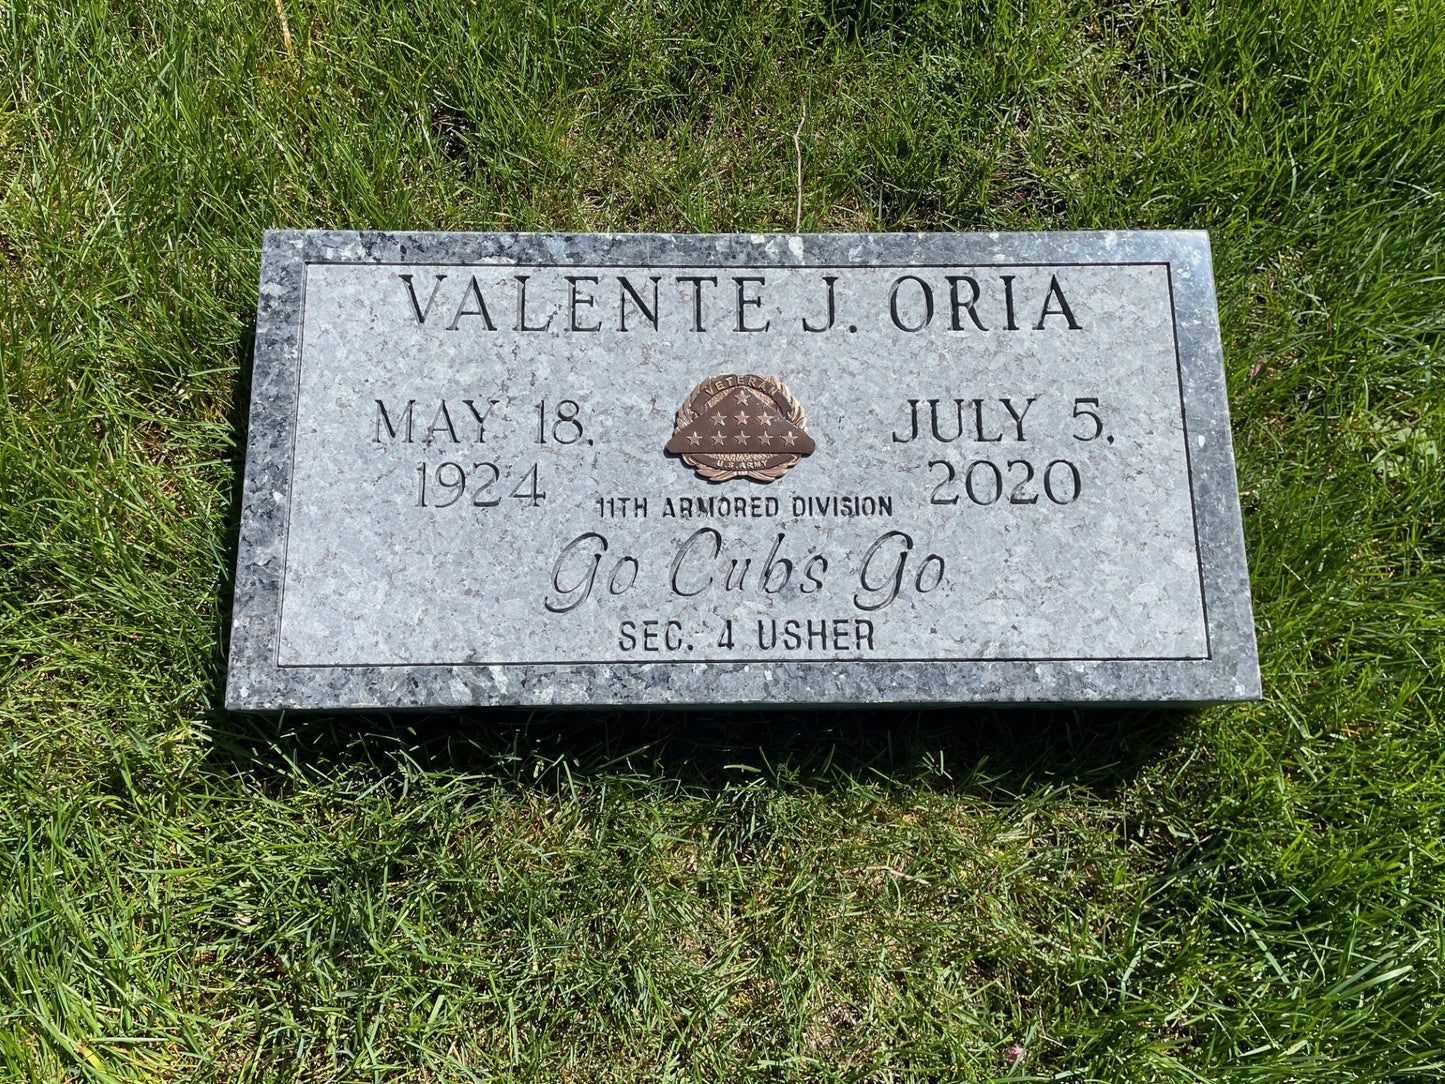 VALENTE J. ORIA
MAY 18,
1924
VETERAN
U.S. ARMY
JULY 5,
2020
11TH ARMORED DIVISION
Go Cubs Go
SEC. 4 USHER